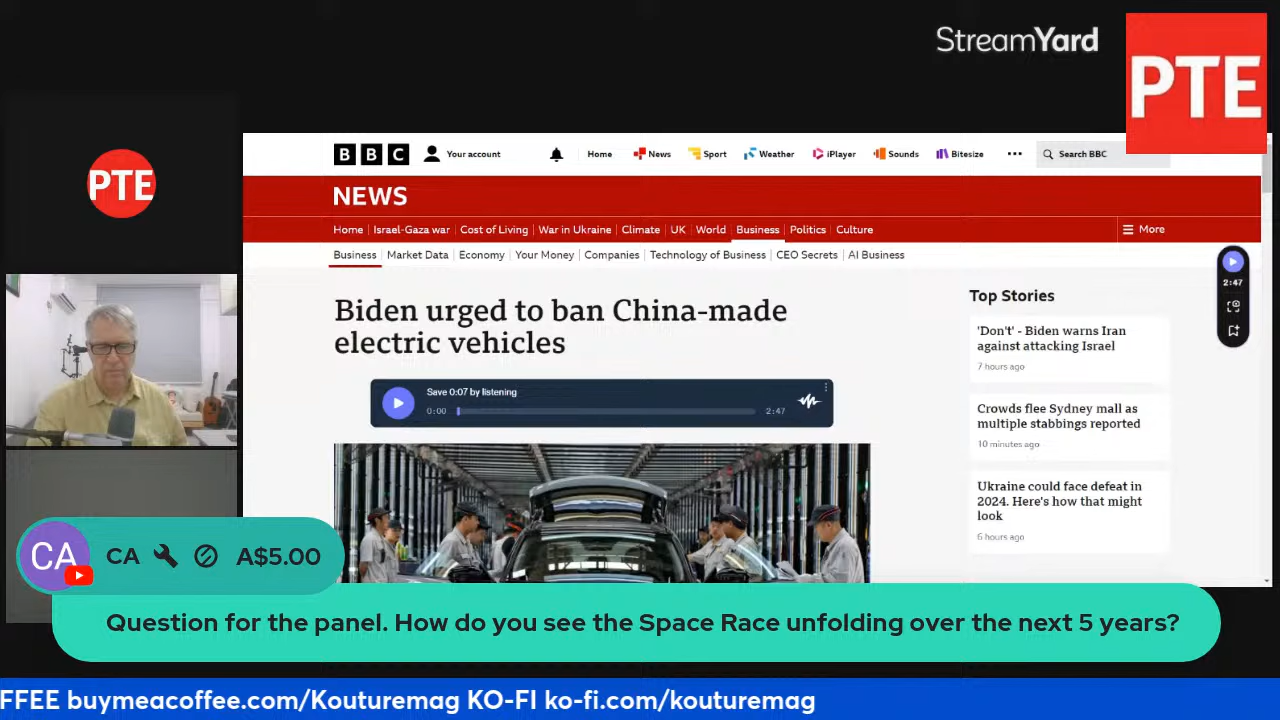 StreamYard
PTE
PTE
BBC Your account Home News Sport Weather iPlayer Sounds Bitesize Search BBC
NEWS
Home Israel-Gaza war Cost of Living War in Ukraine Climate UK World Business Politics Culture More
Business Market Data Economy Your Money Companies Technology of Business CEO Secrets AI Business
Biden urged to ban China-made
electric vehicles
Save 0:07 by listening
0:00 2:47
Top Stories
'Don't' - Biden warns Iran
against attacking Israel
7 hours ago
Crowds flee Sydney mall as
multiple stabbings reported
10 minutes ago
Ukraine could face defeat in
2024. Here's how that might
look
6 hours ago
2:47
CA CA A$5.00
Question for the panel. How do you see the Space Race unfolding over the next 5 years?
FFEE buymeacoffee.com/Kouturemag KO-FI ko-fi.com/kouturemag